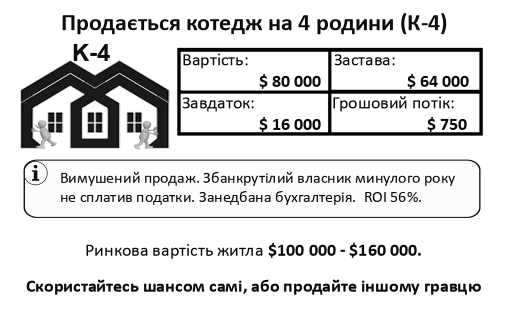 Продається котедж на 4 родини (К-4)
К-4
Вартість:
$ 80 000
Застава:
$ 64 000
Завдаток:
$ 16 000
Грошовий потік:
$ 750
i
Вимушений продаж. Збанкрутілий власник минулого року
не сплатив податки. Занедбана бухгалтерія. ROI 56%.
Ринкова вартість житла $100 000 - $160 000.
Скористайтесь шансом самі, або продайте іншому гравцю